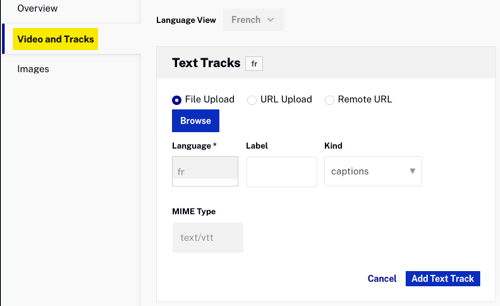 Overview
Language View
French
Video and Tracks
Images
Text Tracks fr
File Upload
URL Upload
Remote URL
Browse
Language *
Label
Kind
fr
captions
MIME Type
text/vtt
Cancel
Add Text Track